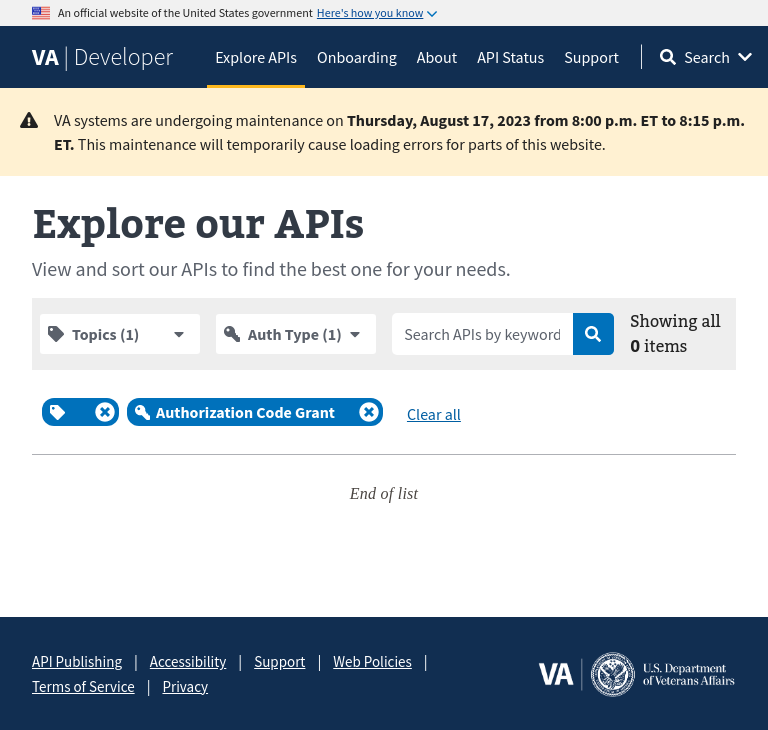 An official website of the United States government Here's how you know
VA | Developer
Explore APIs Onboarding About API Status Support Search
VA systems are undergoing maintenance on Thursday, August 17, 2023 from 8:00 p.m. ET to 8:15 p.m.
ET. This maintenance will temporarily cause loading errors for parts of this website.
Explore our APIs
View and sort our APIs to find the best one for your needs.
Topics (1) Auth Type (1) Search APIs by keyword
Showing all
0 items
Authorization Code Grant Clear all
End of list
API Publishing | Accessibility | Support | Web Policies |
Terms of Service | Privacy
VA | U.S. Department
of Veterans Affairs